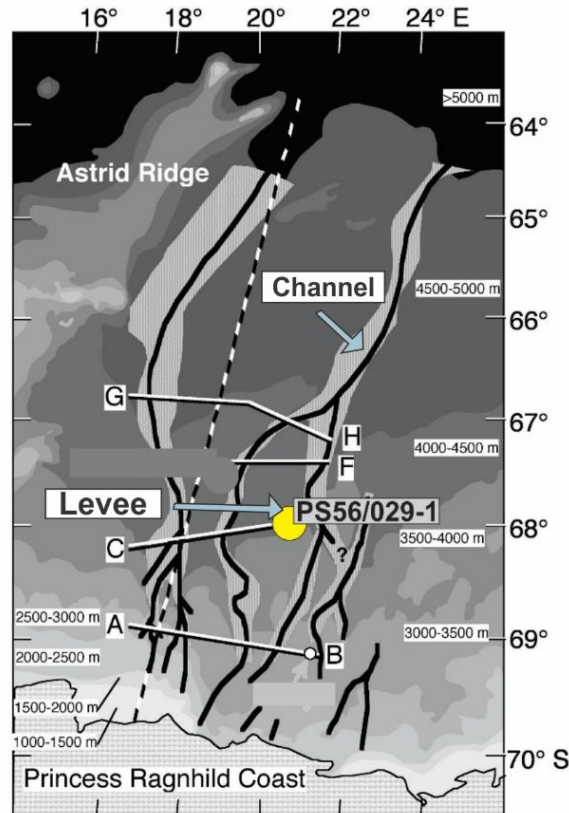 16° 18° 20° 22° 24° E
>5000 m
64°
Astrid Ridge
65°
Channel
4500-5000 m
66°
G
67°
H
4000-4500 m
F
Levee
PS56/029-1
68°
C
3500-4000 m
?
2500-3000 m
A
3000-3500 m
69°
B
2000-2500 m
1500-2000 m
1000-1500 m
70° S
Princess Ragnhild Coast